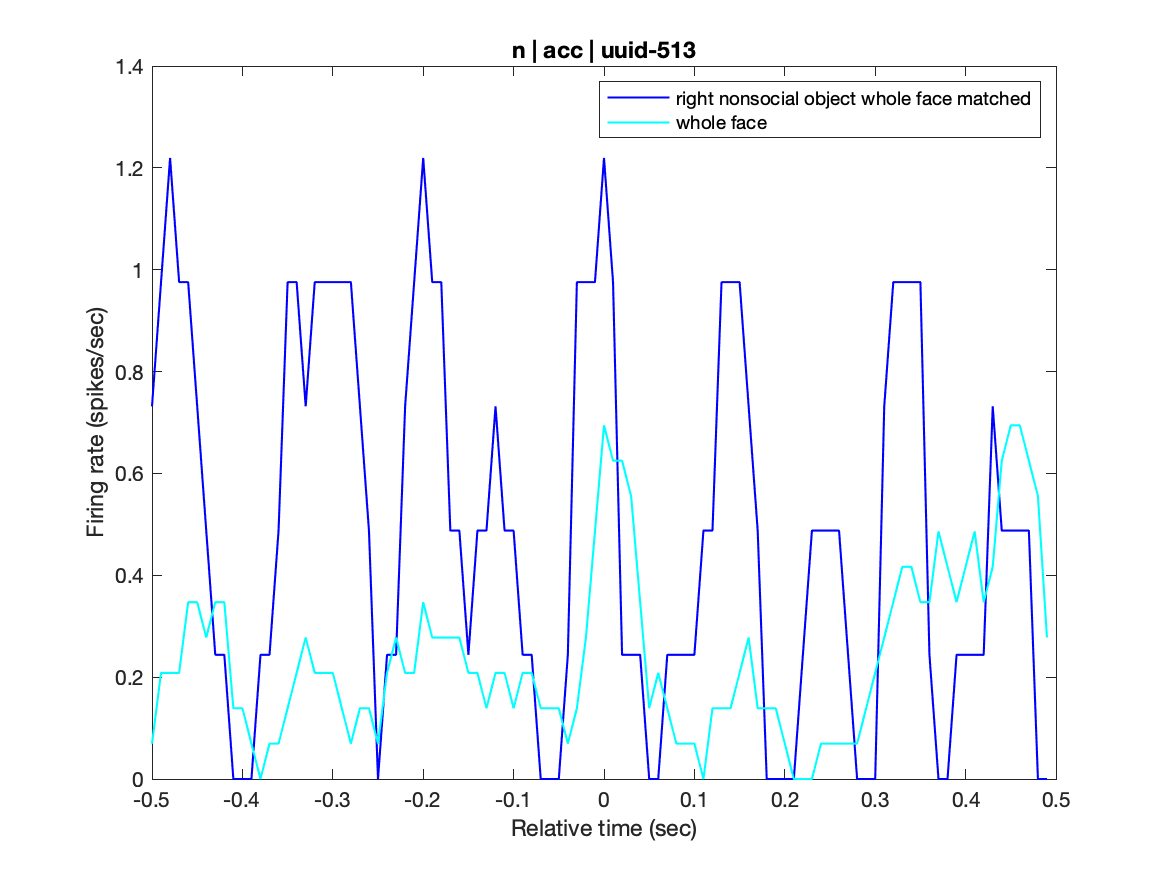 n | acc | uuid-513
right nonsocial object whole face matched
whole face
Firing rate (spikes/sec)
1.4
1.2
1
0.8
0.6
0.4
0.2
0
-0.5 -0.4 -0.3 -0.2 -0.1 0 0.1 0.2 0.3 0.4 0.5
Relative time (sec)